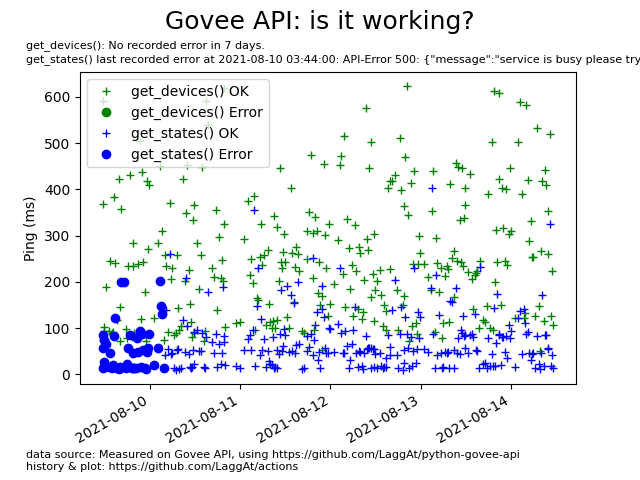 Govee API: is it working?
get_devices(): No recorded error in 7 days.
get_states() last recorded error at 2021-08-10 03:44:00: API-Error 500: {"message":"service is busy please try
600
500
400
300
200
100
0
Ping (ms)
get_devices() OK
get_devices() Error
get_states() OK
get_states() Error
2021-08-10
2021-08-11
2021-08-12
2021-08-13
2021-08-14
data source: Measured on Govee API, using https://github.com/LaggAt/python-govee-api
history & plot: https://github.com/LaggAt/actions